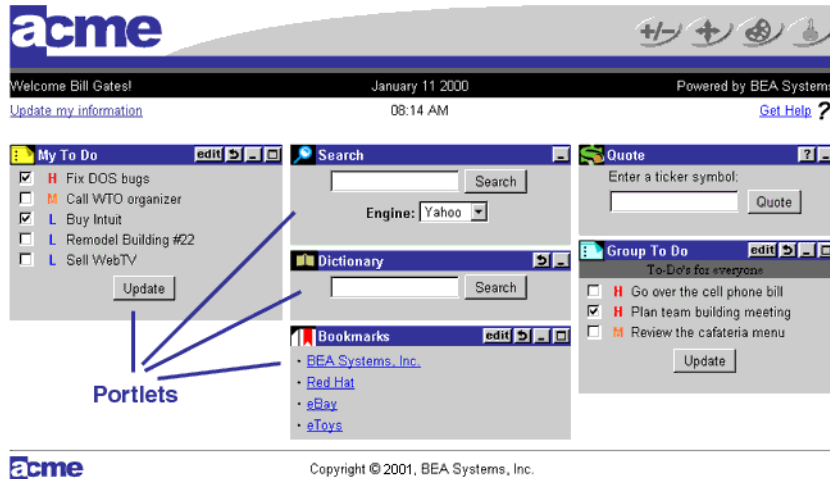 acme
+/-
Welcome Bill Gates! January 11 2000 Powered by BEA Systems
Update my information 08:14 AM Get Help ?
My To Do edit
H Fix DOS bugs
M Call WTO organizer
L Buy Intuit
L Remodel Building #22
L Sell WebTV
Update
Search
Search
Engine: Yahoo
Dictionary
Search
Bookmarks edit
· BEA Systems, Inc.
· Red Hat
· eBay
· eToys
Quote ?
Enter a ticker symbol:
Quote
Group To Do edit
To-Do's for everyone
H Go over the cell phone bill
H Plan team building meeting
M Review the cafateria menu
Update
Portlets
acme Copyright © 2001, BEA Systems, Inc.